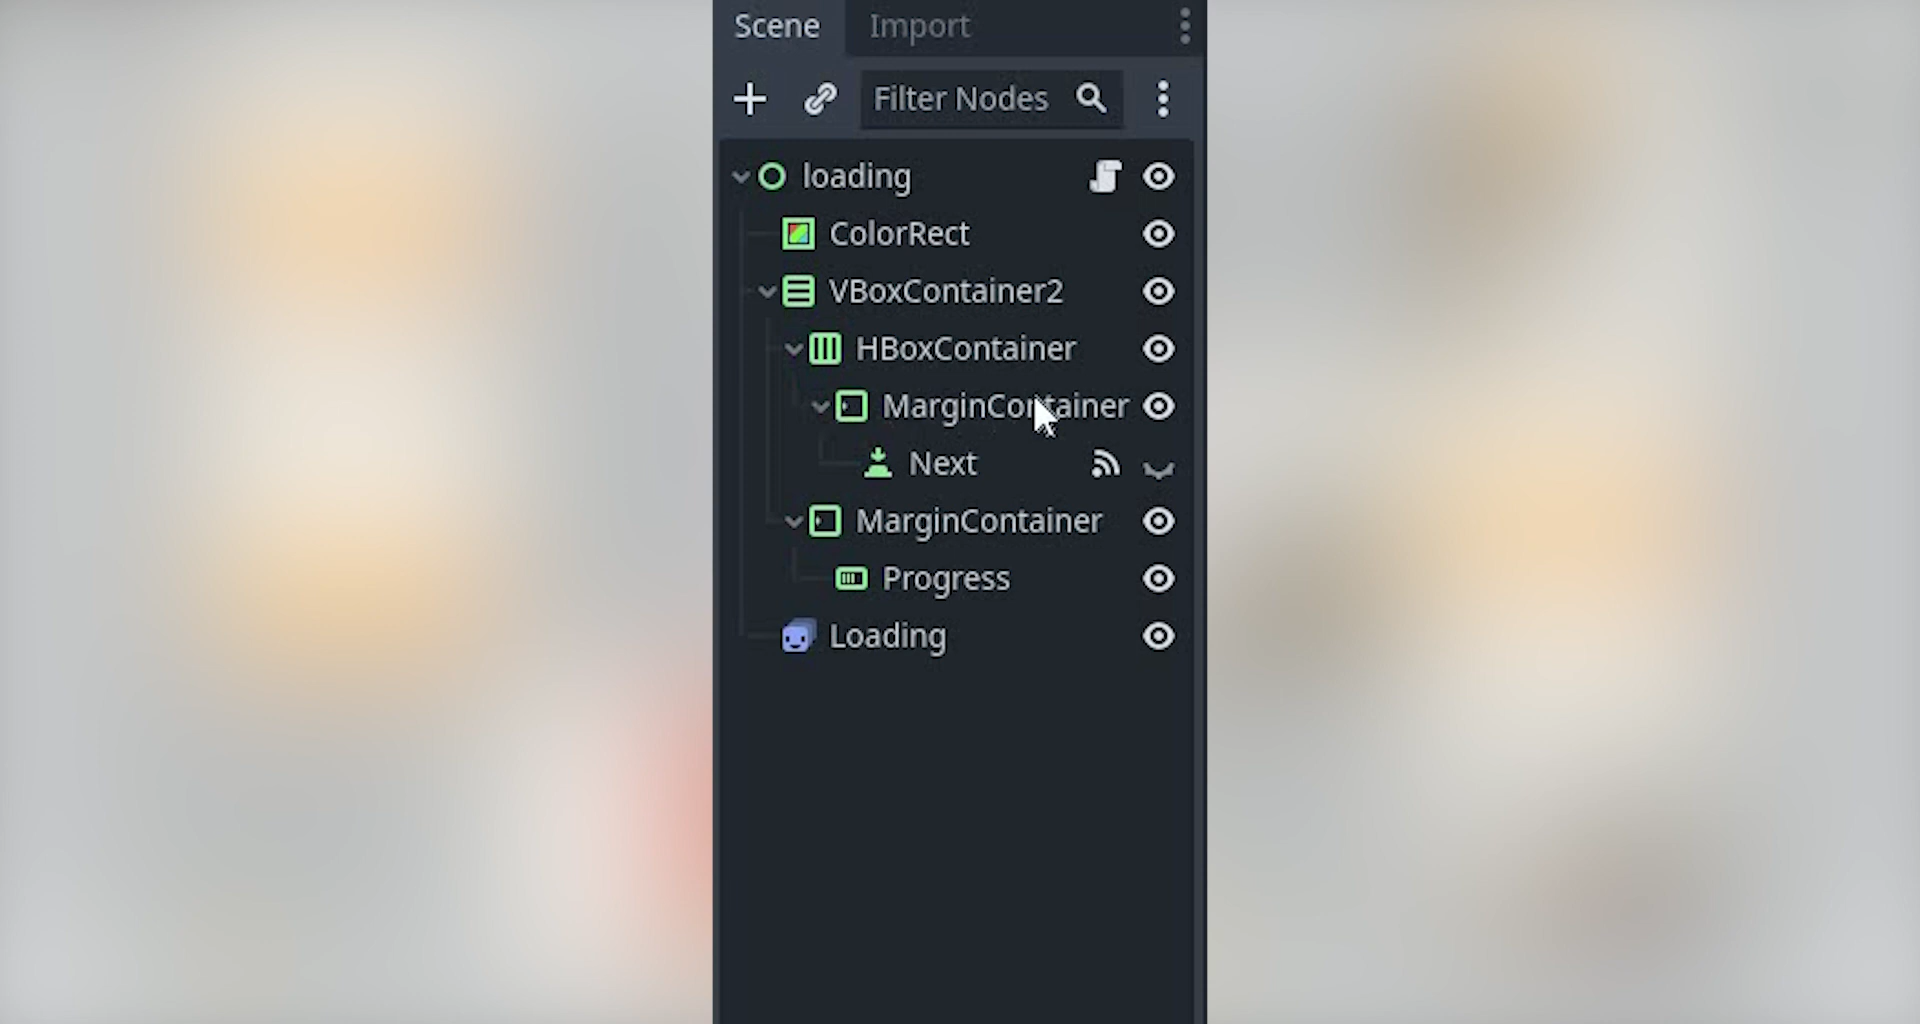 Scene Import
Filter Nodes
loading
ColorRect
VBoxContainer2
HBoxContainer
MarginContainer
Next
MarginContainer
Progress
Loading